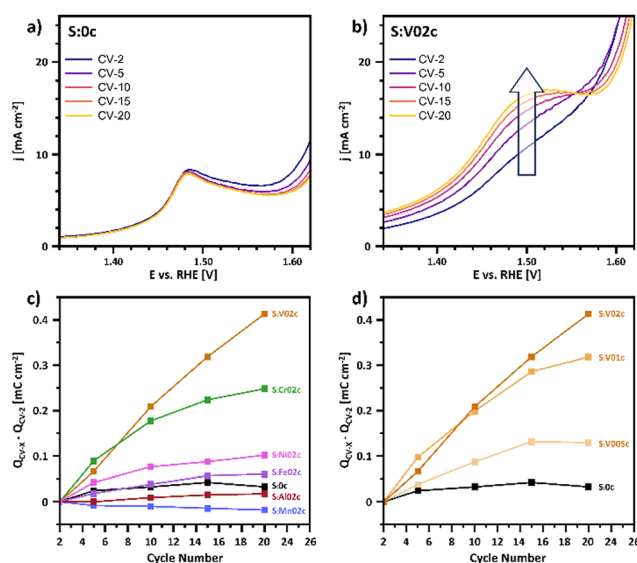 a)
S:0c
CV-2
CV-5
CV-10
CV-15
CV-20
j [mA cm⁻²]
20
10
0
1.40
1.50
1.60
E vs. RHE [V]
b)
S:V02c
CV-2
CV-5
CV-10
CV-15
CV-20
j [mA cm⁻²]
20
10
0
1.40
1.50
1.60
E vs. RHE [V]
c)
Q_CV-X - Q_CV-2 [mC cm⁻²]
0.4
0.3
0.2
0.1
0
S:V02c
S:Cr02c
S:Ni02c
S:Fe02c
S:0c
S:Al02c
S:Mn02c
2 4 6 8 10 12 14 16 18 20 22 24 26
Cycle Number
d)
Q_CV-X - Q_CV-2 [mC cm⁻²]
0.4
0.3
0.2
0.1
0
S:V02c
S:V01c
S:V005c
S:0c
2 4 6 8 10 12 14 16 18 20 22 24 26
Cycle Number